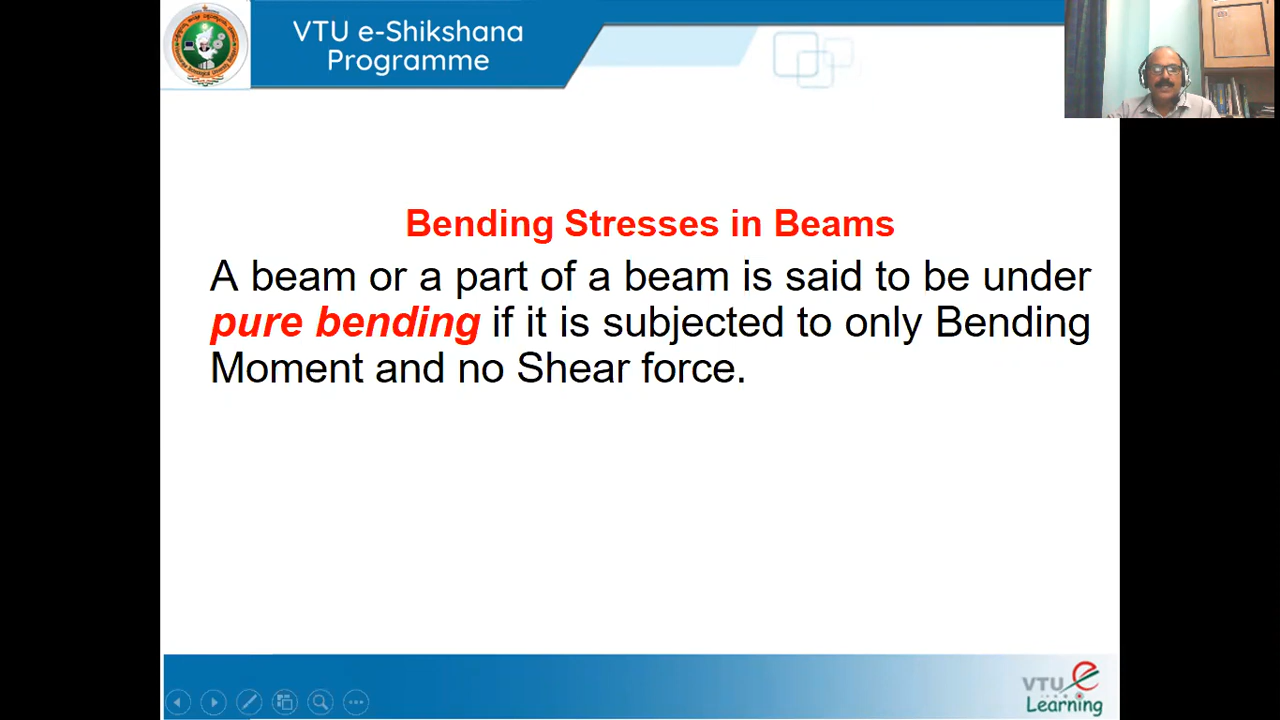 VTU e-Shikshana
Programme
Bending Stresses in Beams
A beam or a part of a beam is said to be under
pure bending if it is subjected to only Bending
Moment and no Shear force.
VTU e
Learning